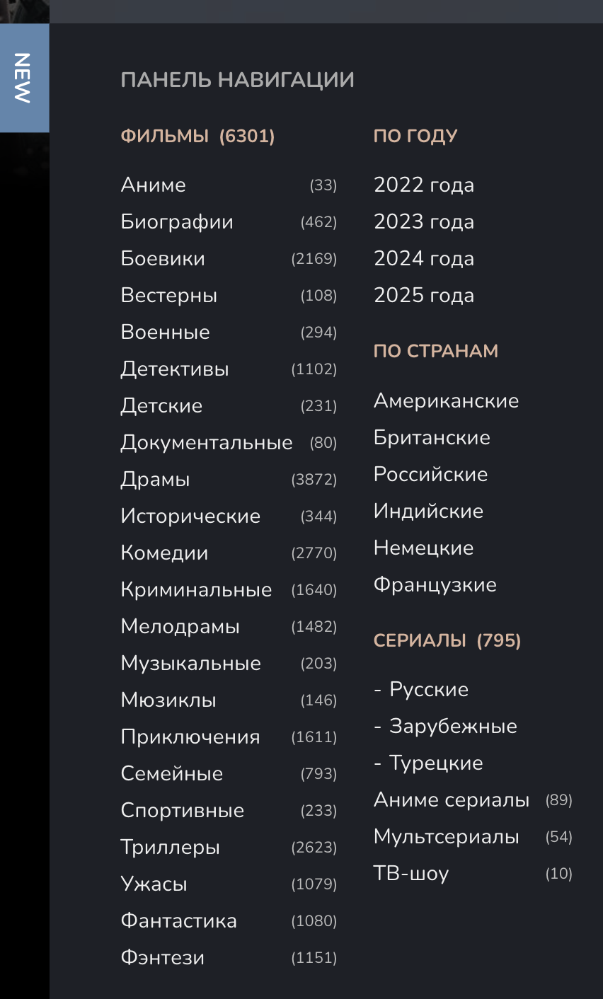 NEW
ПАНЕЛЬ НАВИГАЦИИ
ФИЛЬМЫ (6301)
Аниме (33)
Биографии (462)
Боевики (2169)
Вестерны (108)
Военные (294)
Детективы (1102)
Детские (231)
Документальные (80)
Драмы (3872)
Исторические (344)
Комедии (2770)
Криминальные (1640)
Мелодрамы (1482)
Музыкальные (203)
Мюзиклы (146)
Приключения (1611)
Семейные (793)
Спортивные (233)
Триллеры (2623)
Ужасы (1079)
Фантастика (1080)
Фэнтези (1151)
ПО ГОДУ
2022 года
2023 года
2024 года
2025 года
ПО СТРАНАМ
Американские
Британские
Российские
Индийские
Немецкие
Французкие
СЕРИАЛЫ (795)
- Русские
- Зарубежные
- Турецкие
Аниме сериалы (89)
Мультсериалы (54)
ТВ-шоу (10)